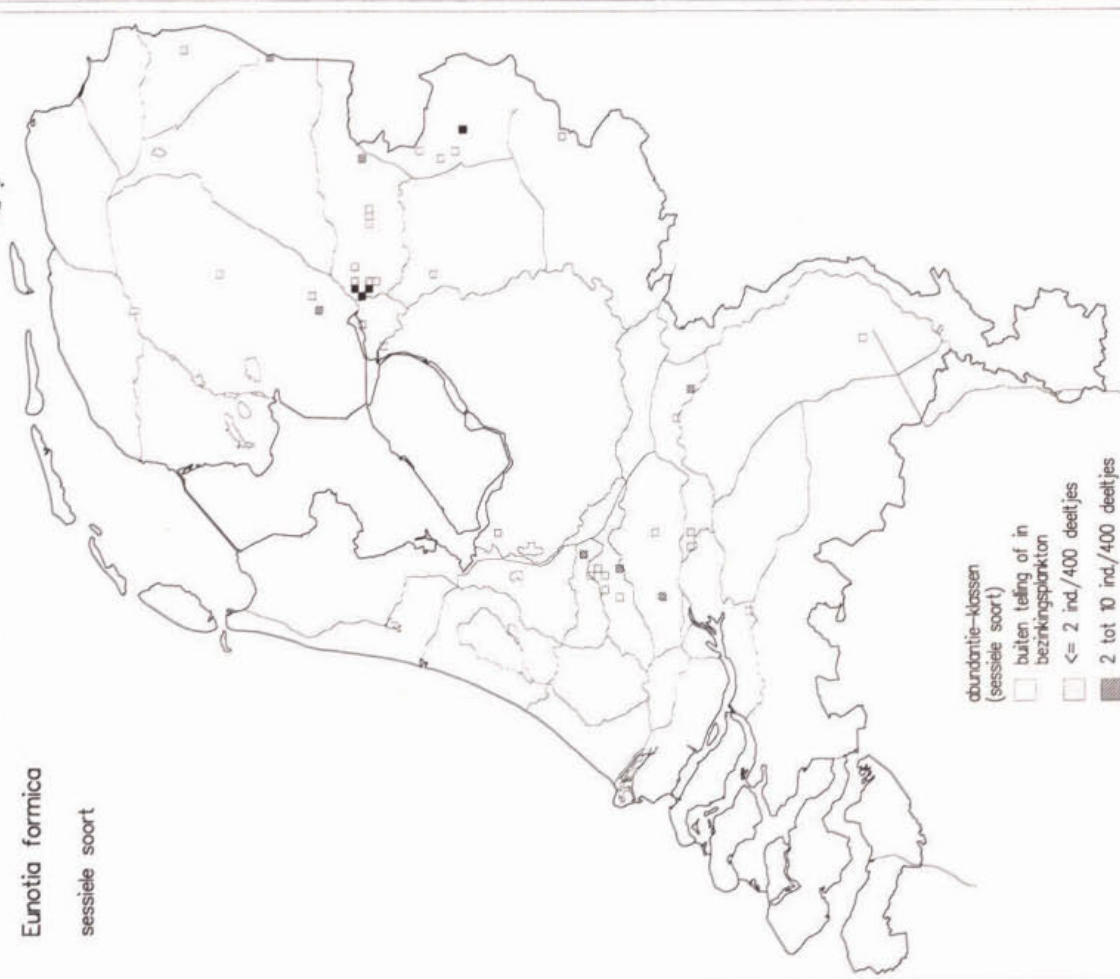 Eunotia formica
sessiele soort
abundantie-klassen
(sessiele soort)
buiten telling of in
bezinkingsplankton
<= 2 ind./400 deeltjes
2 tot 10 ind./400 deeltjes